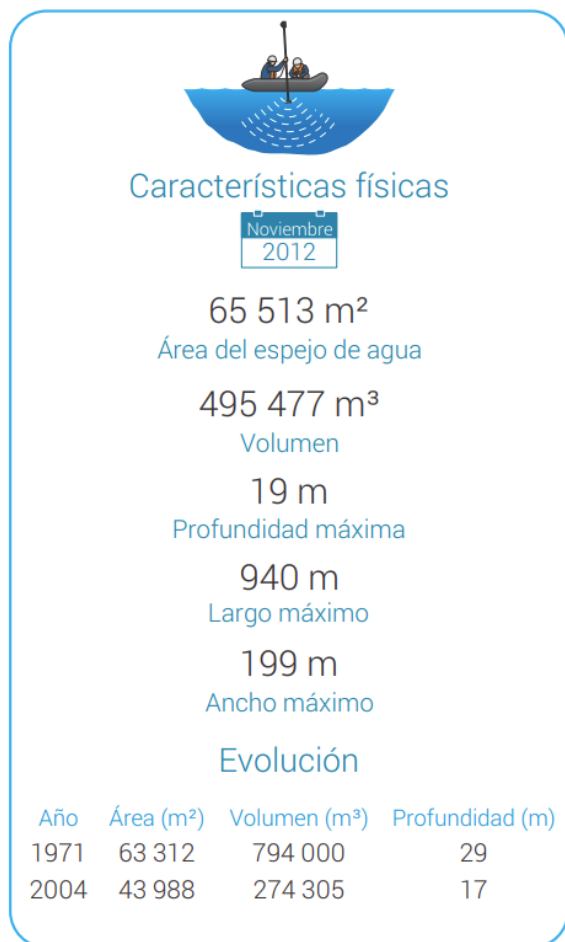 Características físicas
Noviembre
2012
65 513 m²
Área del espejo de agua
495 477 m³
Volumen
19 m
Profundidad máxima
940 m
Largo máximo
199 m
Ancho máximo
Evolución
Año Área (m²) Volumen (m³) Profundidad (m)
1971 63 312 794 000 29
2004 43 988 274 305 17